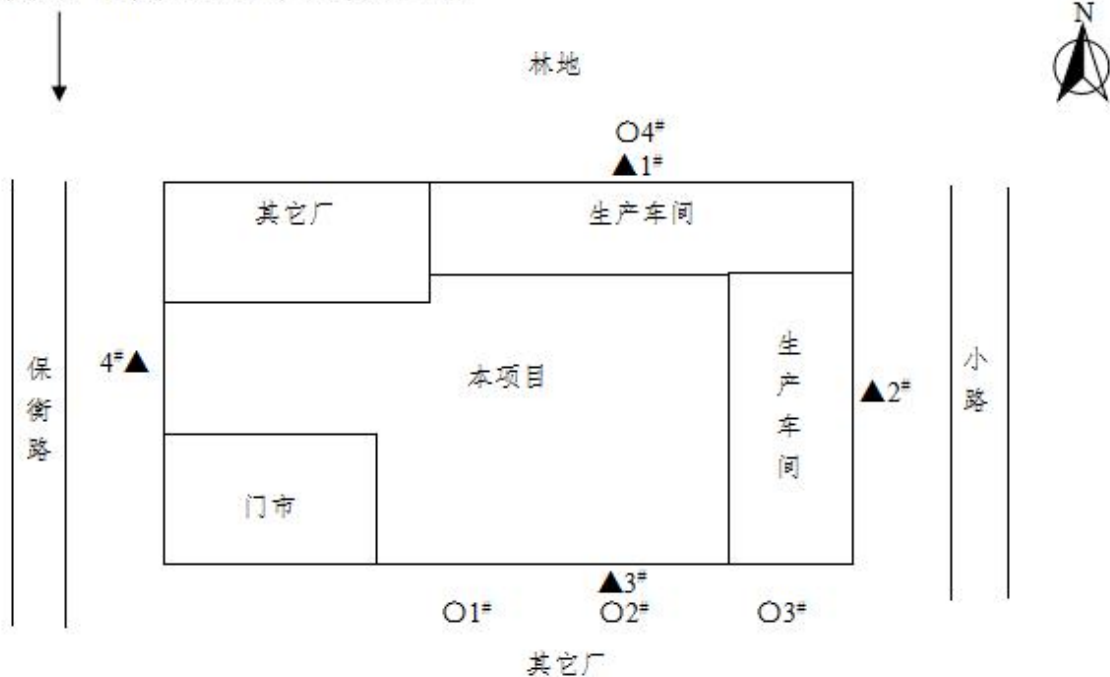 N
林地
○4#
▲1#
其它厂
生产车间
保衡路
4#▲
本项目
生产车间
▲2#
小路
门市
▲3#
○1#
○2#
○3#
其它厂